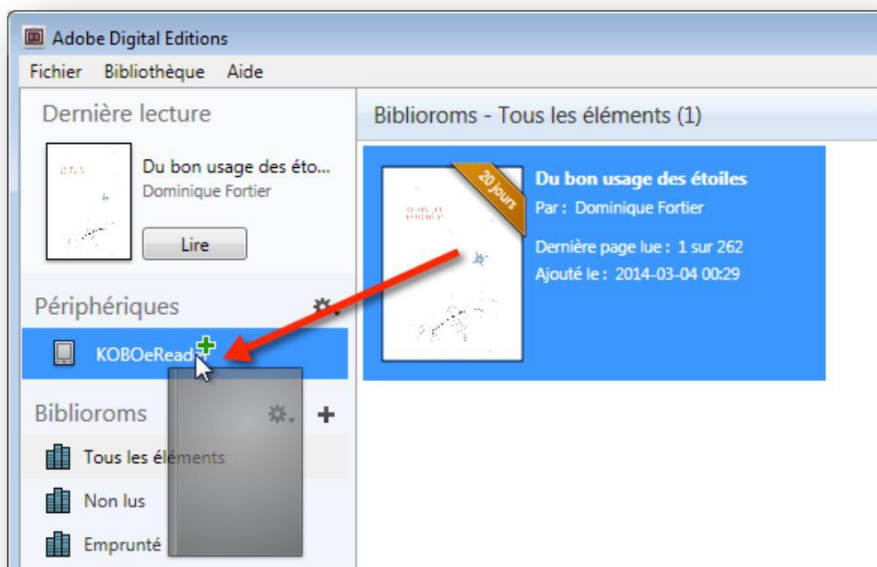 Adobe Digital Editions
Fichier Bibliothèque Aide
Dernière lecture
Du bon usage des éto...
Dominique Fortier
Lire
Périphériques
KOBOeReader
Biblioroms
Tous les éléments
Non lus
Emprunté
Biblioroms - Tous les éléments (1)
20 jours
Du bon usage des étoiles
Par : Dominique Fortier
Dernière page lue : 1 sur 262
Ajouté le : 2014-03-04 00:29